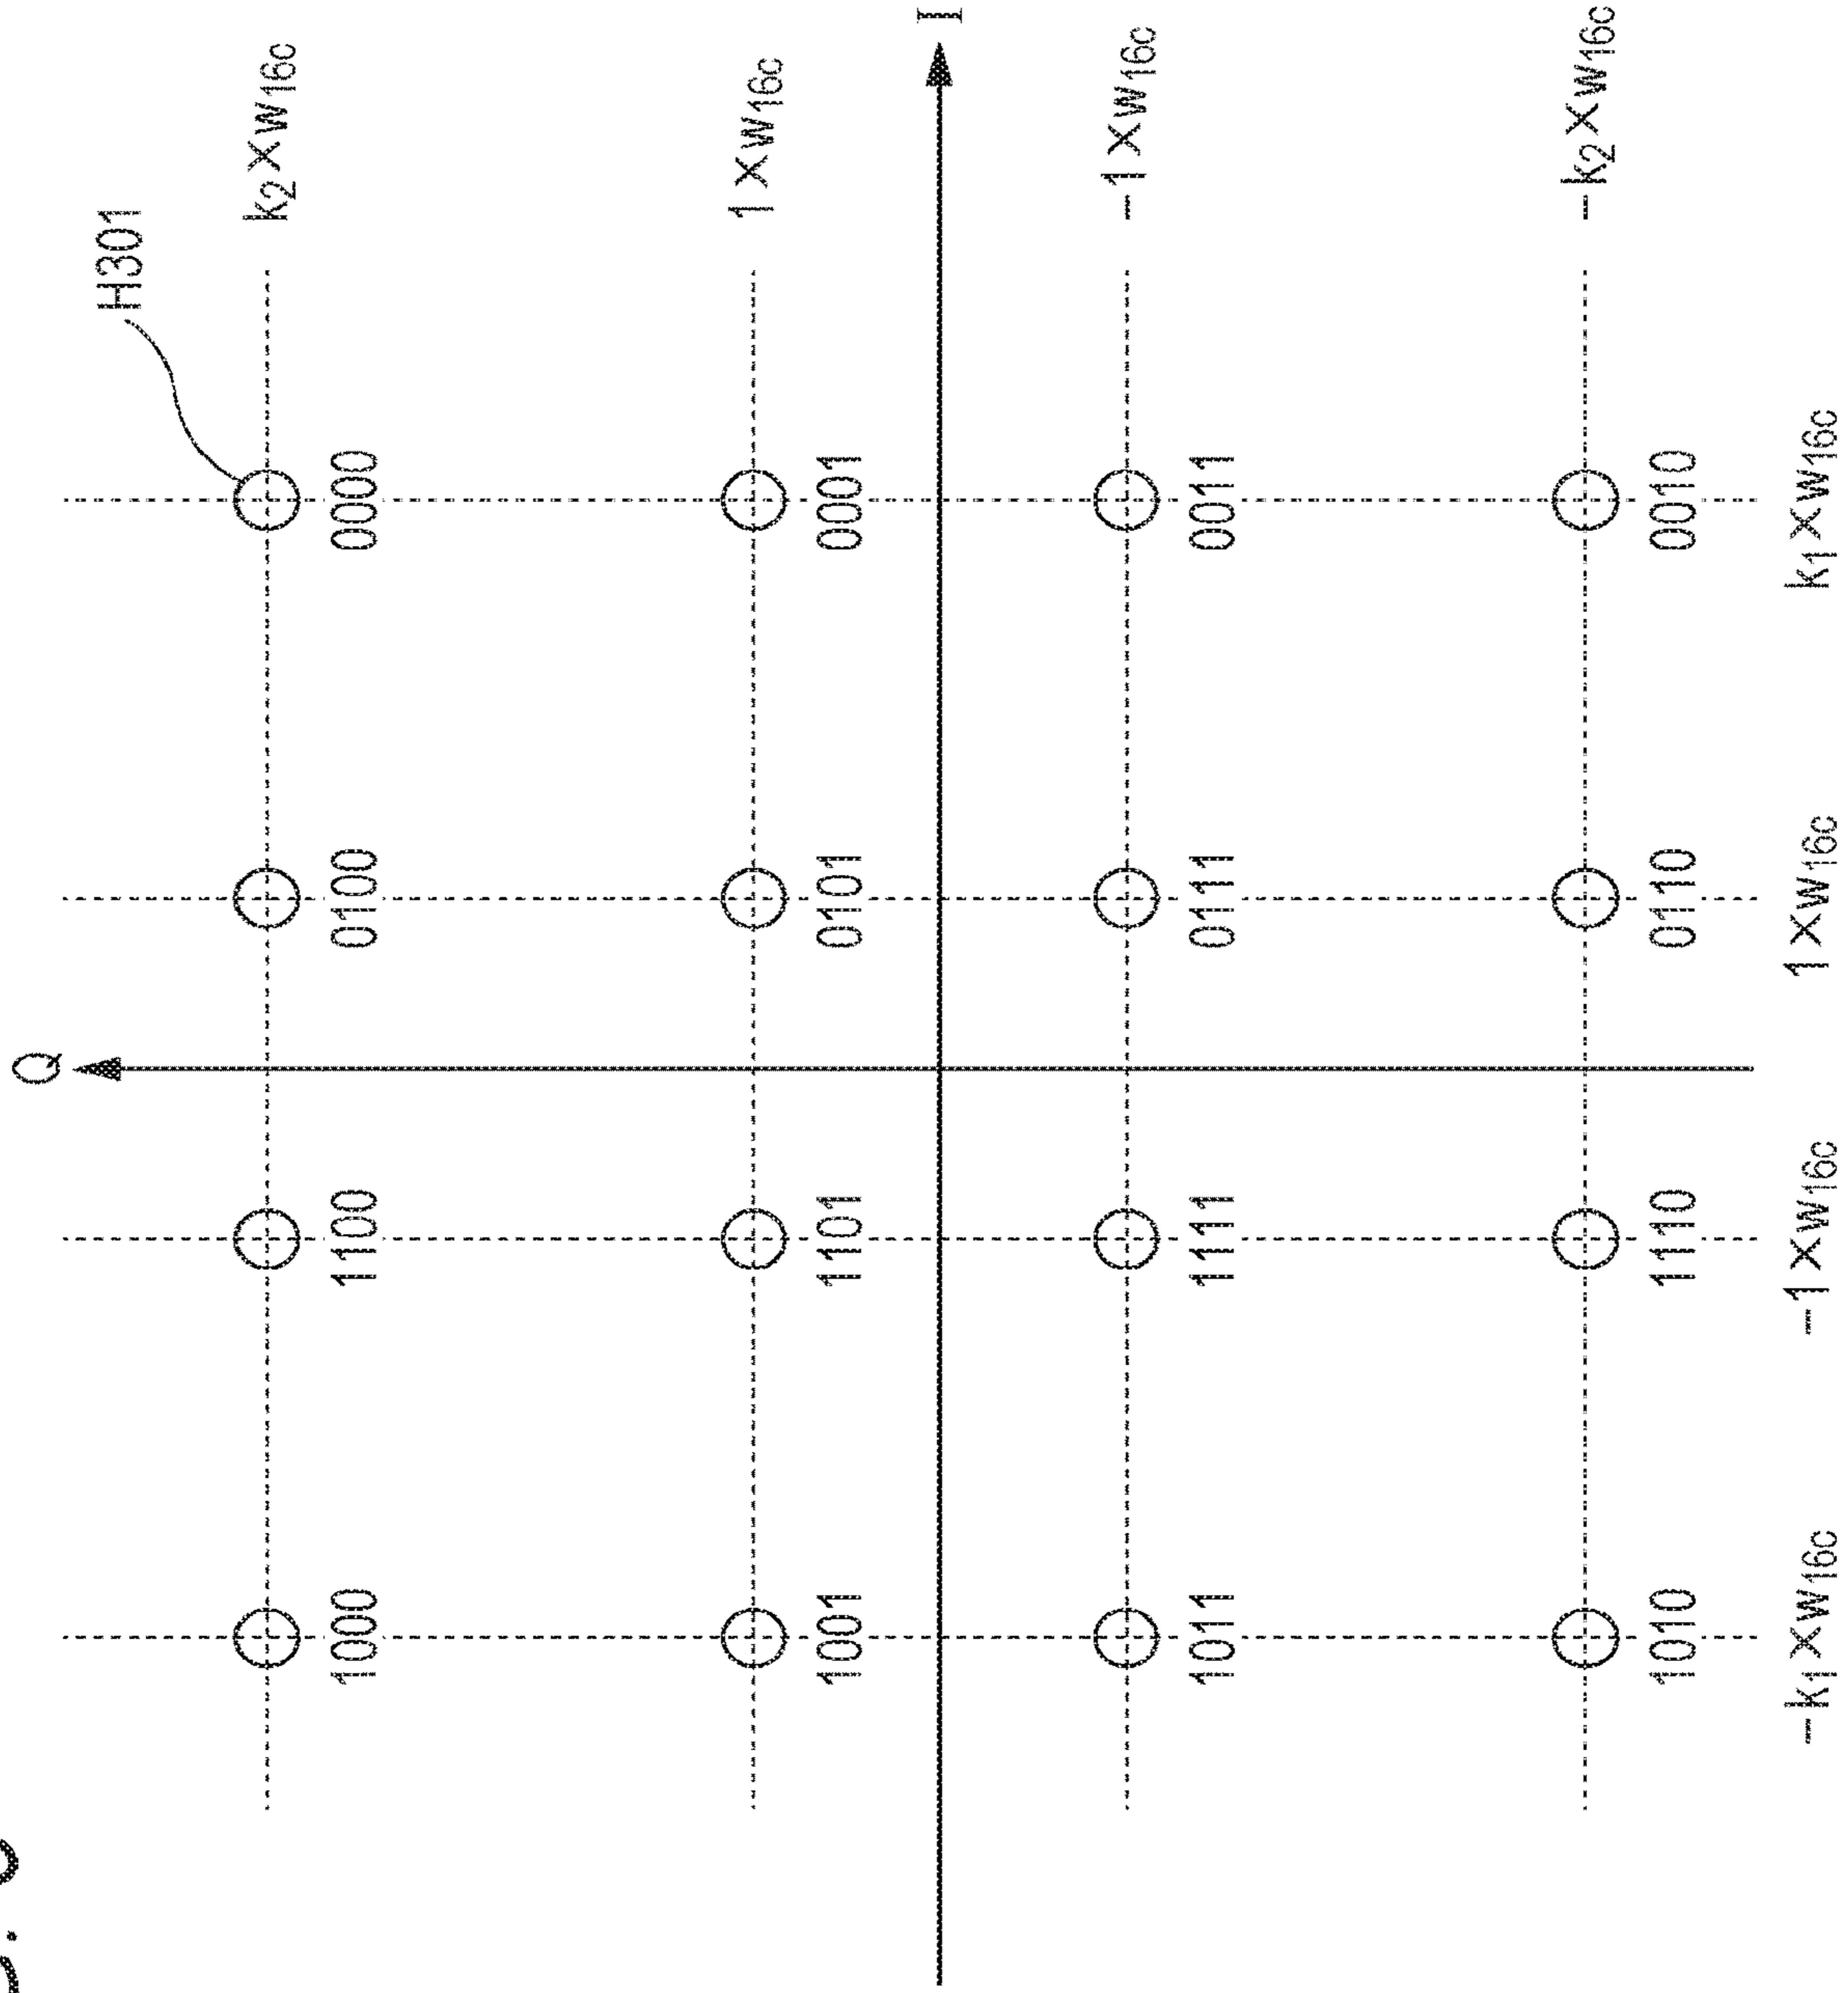 Q
H301
k₂×w₁₆c
1000 1100 0100 0000
1×w₁₆c
1001 1101 0101 0001
I
−1×w₁₆c
1011 1111 0111 0011
−k₂×w₁₆c
1010 1110 0110 0010
−k₁×w₁₆c −1×w₁₆c 1×w₁₆c k₁×w₁₆c